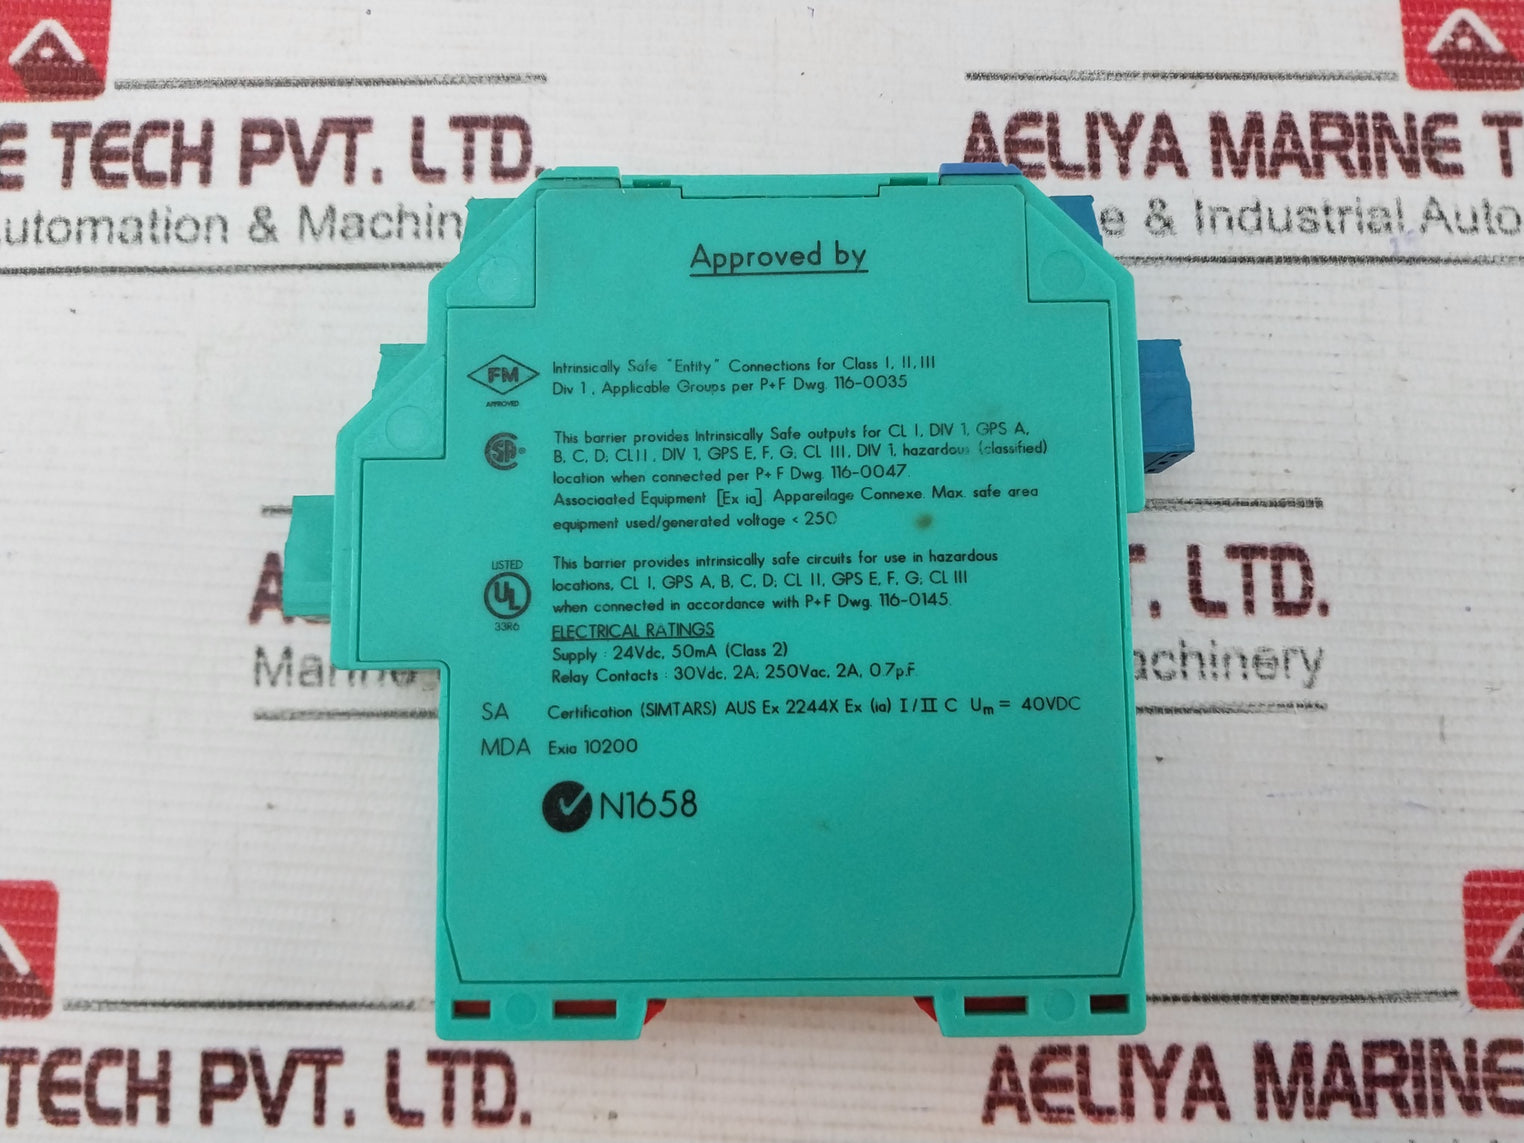 E TECH PVT. LTD.
AELIYA MARINE T
utomation & Machin
e & Industrial Auto
Approved by
FM
APPROVED
Intrinsically Safe "Entity" Connections for Class I, II, III
Div 1 , Applicable Groups per P+F Dwg. 116-0035
This barrier provides Intrinsically Safe outputs for CL I, DIV 1, GPS A,
B, C, D; CL II , DIV 1, GPS E, F, G; CL III, DIV 1, hazardous (classified)
location when connected per P+ F Dwg. 116-0047.
Associaated Equipment [Ex ia] Appareilage Connexe. Max. safe area
equipment used/generated voltage < 250
LISTED
UL
33R6
This barrier provides intrinsically safe circuits for use in hazardous
locations, CL I, GPS A, B, C, D; CL II, GPS E, F, G; CL III
when connected in accordance with P+F Dwg. 116-0145.
ELECTRICAL RATINGS
Supply : 24Vdc, 50mA (Class 2)
Relay Contacts : 30Vdc, 2A; 250Vac, 2A, 0.7p.F.
SA Certification (SIMTARS) AUS Ex 2244X Ex (ia) I / II C Um = 40VDC
MDA Exia 10200
N1658
A
T. LTD.
Marine
achinery
TECH PVT. LTD.
AELIYA MARINE